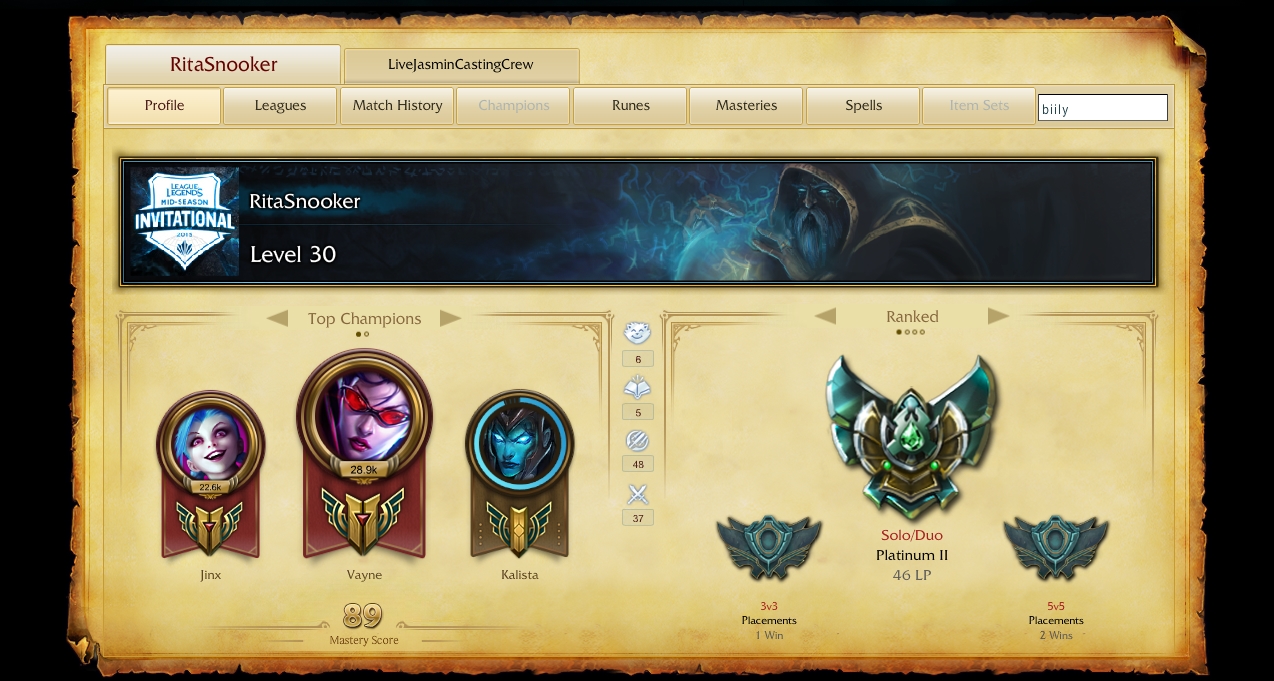 RitaSnooker
LiveJasminCastingCrew
Profile
Leagues
Match History
Champions
Runes
Masteries
Spells
Item Sets
biily
LEAGUE
LEGENDS
MID-SEASON
INVITATIONAL
2015
RitaSnooker
Level 30
Top Champions
Ranked
6
5
48
37
22.6k
28.9k
Jinx
Vayne
Kalista
89
Mastery Score
Solo/Duo
Platinum II
46 LP
3v3
Placements
1 Win
5v5
Placements
2 Wins